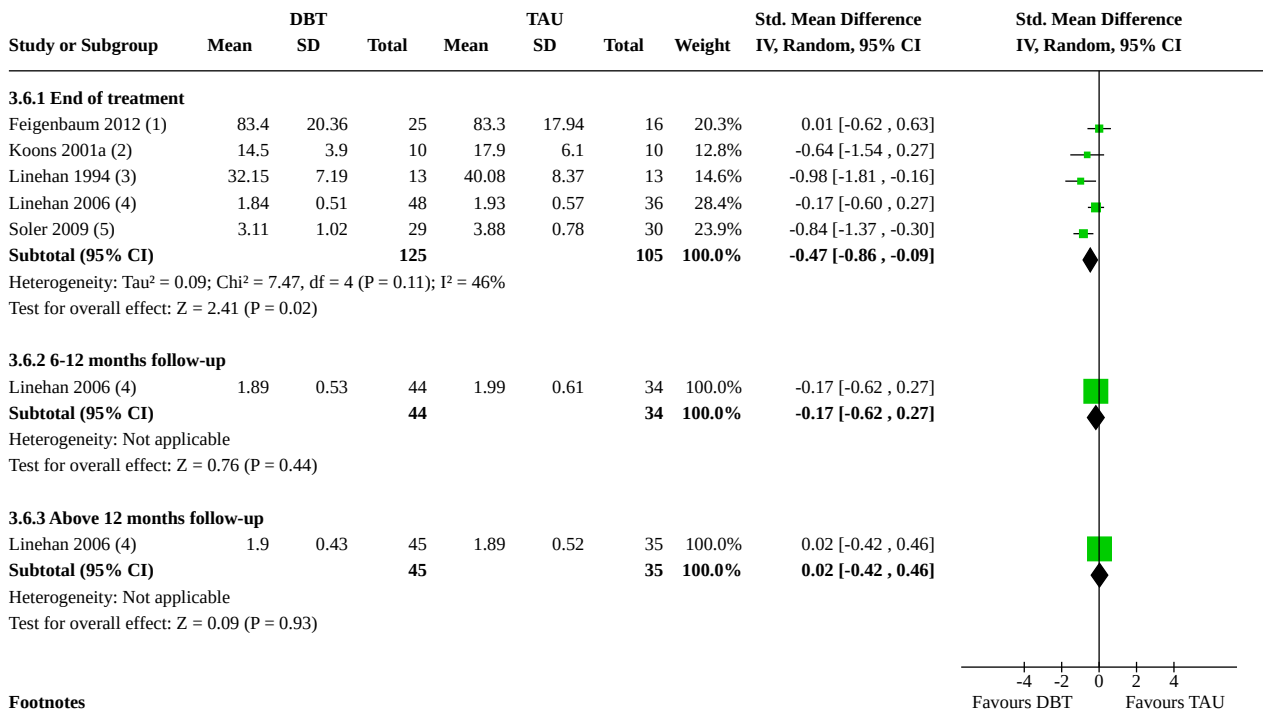 DBT TAU Std. Mean Difference Std. Mean Difference
Study or Subgroup Mean SD Total Mean SD Total Weight IV, Random, 95% CI IV, Random, 95% CI
3.6.1 End of treatment
Feigenbaum 2012 (1) 83.4 20.36 25 83.3 17.94 16 20.3% 0.01 [-0.62 , 0.63]
Koons 2001a (2) 14.5 3.9 10 17.9 6.1 10 12.8% -0.64 [-1.54 , 0.27]
Linehan 1994 (3) 32.15 7.19 13 40.08 8.37 13 14.6% -0.98 [-1.81 , -0.16]
Linehan 2006 (4) 1.84 0.51 48 1.93 0.57 36 28.4% -0.17 [-0.60 , 0.27]
Soler 2009 (5) 3.11 1.02 29 3.88 0.78 30 23.9% -0.84 [-1.37 , -0.30]
Subtotal (95% CI) 125 105 100.0% -0.47 [-0.86 , -0.09]
Heterogeneity: Tau² = 0.09; Chi² = 7.47, df = 4 (P = 0.11); I² = 46%
Test for overall effect: Z = 2.41 (P = 0.02)
3.6.2 6-12 months follow-up
Linehan 2006 (4) 1.89 0.53 44 1.99 0.61 34 100.0% -0.17 [-0.62 , 0.27]
Subtotal (95% CI) 44 34 100.0% -0.17 [-0.62 , 0.27]
Heterogeneity: Not applicable
Test for overall effect: Z = 0.76 (P = 0.44)
3.6.3 Above 12 months follow-up
Linehan 2006 (4) 1.9 0.43 45 1.89 0.52 35 100.0% 0.02 [-0.42 , 0.46]
Subtotal (95% CI) 45 35 100.0% 0.02 [-0.42 , 0.46]
Heterogeneity: Not applicable
Test for overall effect: Z = 0.09 (P = 0.93)
-4 -2 0 2 4
Footnotes Favours DBT Favours TAU